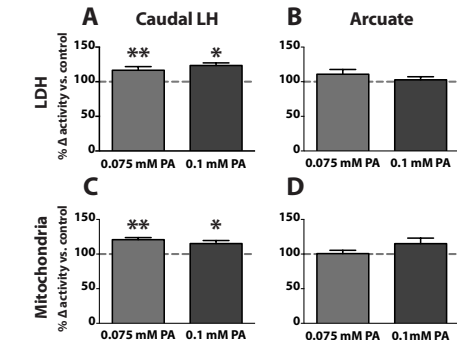 A Caudal LH
B Arcuate
LDH
% Δ activity vs. control
150
100
50
0
** *
0.075 mM PA 0.1 mM PA
150
100
50
0
0.075 mM PA 0.1 mM PA
C
D
Mitochondria
% Δ activity vs. control
150
100
50
0
** *
0.075 mM PA 0.1 mM PA
150
100
50
0
0.075 mM PA 0.1mM PA